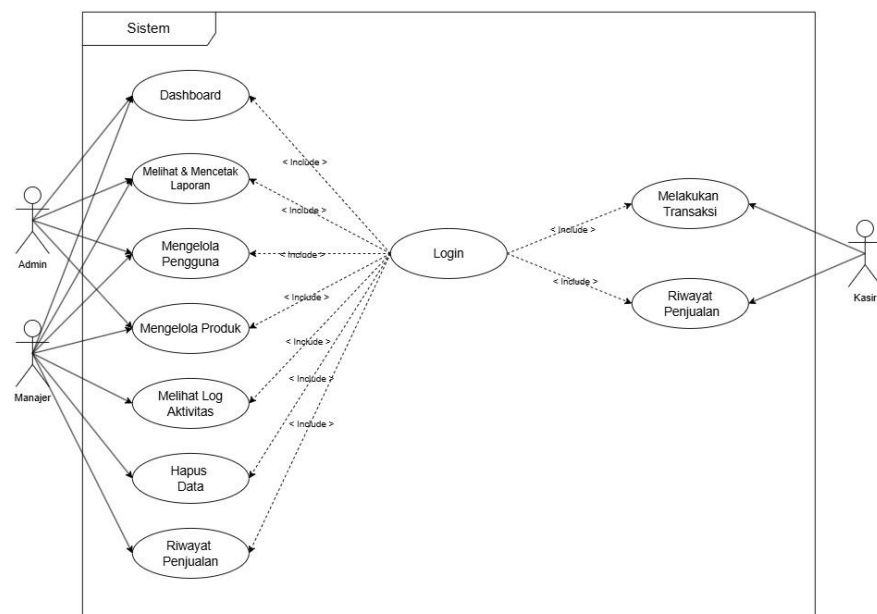 Sistem
Dashboard
< Include >
Melihat & Mencetak
Laporan
< Include >
Melakukan
Transaksi
Admin
Mengelola
Pengguna
< Include >
Login
< Include >
Kasir
< Include >
Riwayat
Penjualan
Mengelola Produk
< Include >
Manajer
< Include >
Melihat Log
Aktivitas
< Include >
< Include >
Hapus
Data
Riwayat
Penjualan